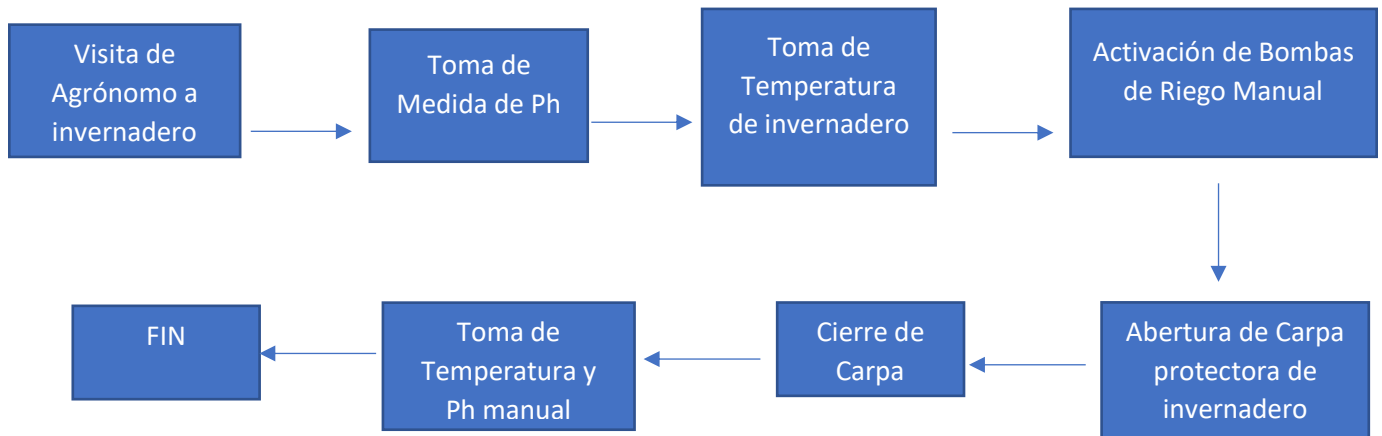 Visita de
Agrónomo a
invernadero
Toma de
Medida de Ph
Toma de
Temperatura
de invernadero
Activación de Bombas
de Riego Manual
Abertura de Carpa
protectora de
invernadero
Cierre de
Carpa
Toma de
Temperatura y
Ph manual
FIN